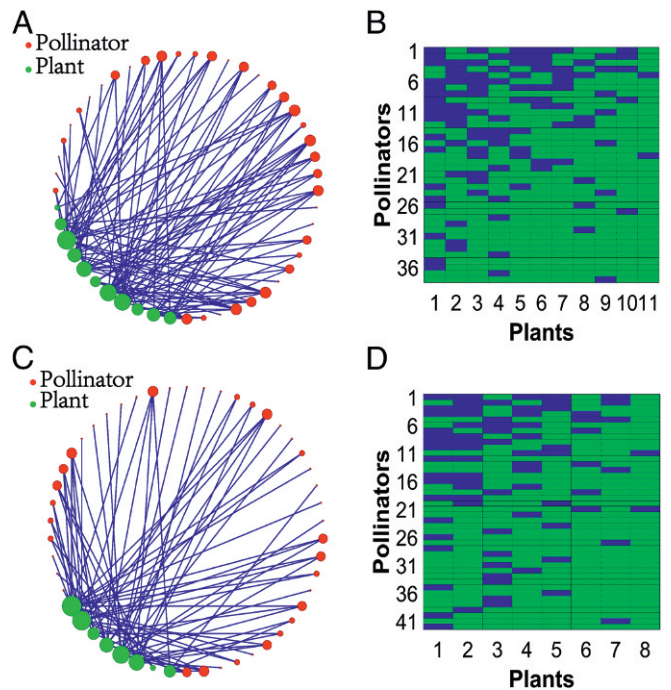 A
Pollinator
Plant
B
Pollinators
1
6
11
16
21
26
31
36
1 2 3 4 5 6 7 8 9 10 11
Plants
C
Pollinator
Plant
D
Pollinators
1
6
11
16
21
26
31
36
41
1 2 3 4 5 6 7 8
Plants